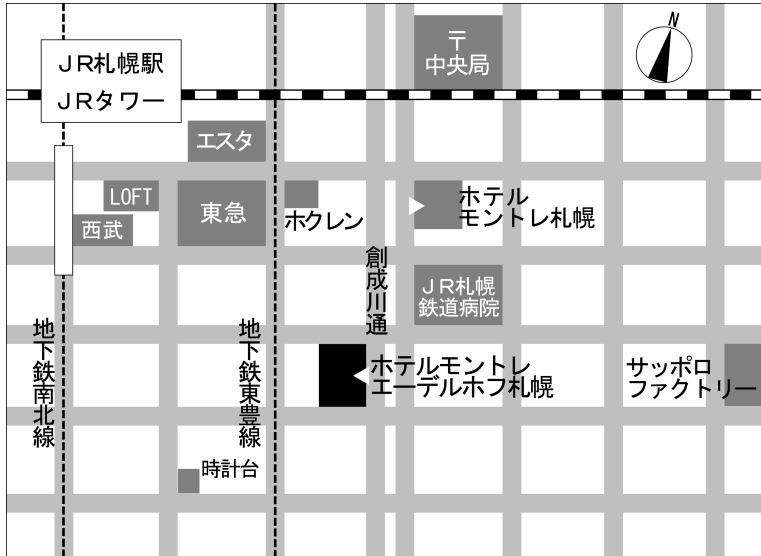 N
〒
中央局
JR札幌駅
JRタワー
エスタ
LOFT
西武
東急
ホクレン
ホテル
モントレ札幌
創成川通
JR札幌
鉄道病院
地下鉄南北線
地下鉄東豊線
ホテルモントレ
エーデルホフ札幌
サッポロ
ファクトリー
時計台